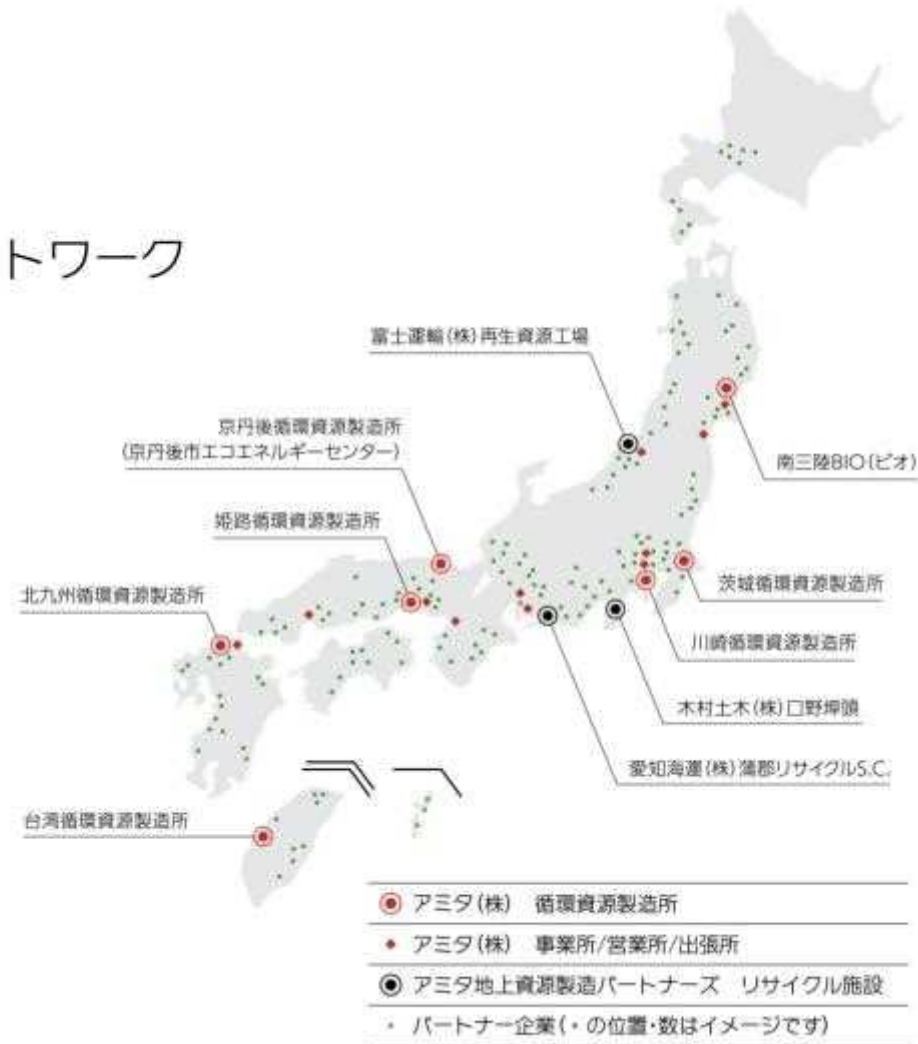 トワーク
富士運輸(株)再生資源工場
京丹後循環資源製造所
(京丹後市エコエネルギーセンター)
南三陸BIO(ビオ)
姫路循環資源製造所
北九州循環資源製造所
茨城循環資源製造所
川崎循環資源製造所
木村土木(株)口野埠頭
愛知海運(株)蒲郡リサイクルS.C.
台湾循環資源製造所
アミタ(株) 循環資源製造所
アミタ(株) 事業所/営業所/出張所
アミタ地上資源製造パートナーズ リサイクル施設
パートナー企業(・の位置・数はイメージです)